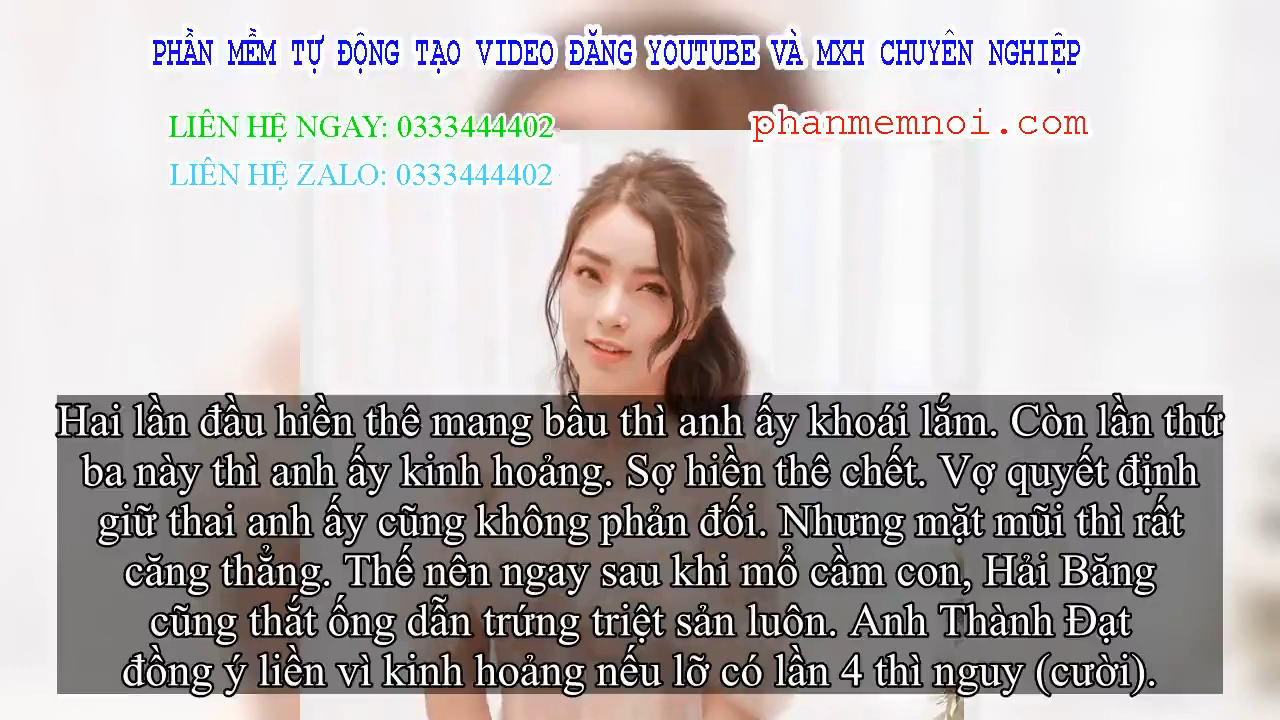 PHẦN MỀM TỰ ĐỘNG TẠO VIDEO ĐĂNG YOUTUBE VÀ MXH CHUYÊN NGHIỆP
LIÊN HỆ NGAY: 0333444402
phanmemnoi.com
LIÊN HỆ ZALO: 0333444402
Hai lần đầu hiền thê mang bầu thì anh ấy khoái lắm. Còn lần thứ
ba này thì anh ấy kinh hoảng. Sợ hiền thê chết. Vợ quyết định
giữ thai anh ấy cũng không phản đối. Nhưng mặt mũi thì rất
căng thẳng. Thế nên ngay sau khi mổ cầm con, Hải Băng
cũng thắt ống dẫn trứng triệt sản luôn. Anh Thành Đạt
đồng ý liền vì kinh hoảng nếu lỡ có lần 4 thì nguy (cười).